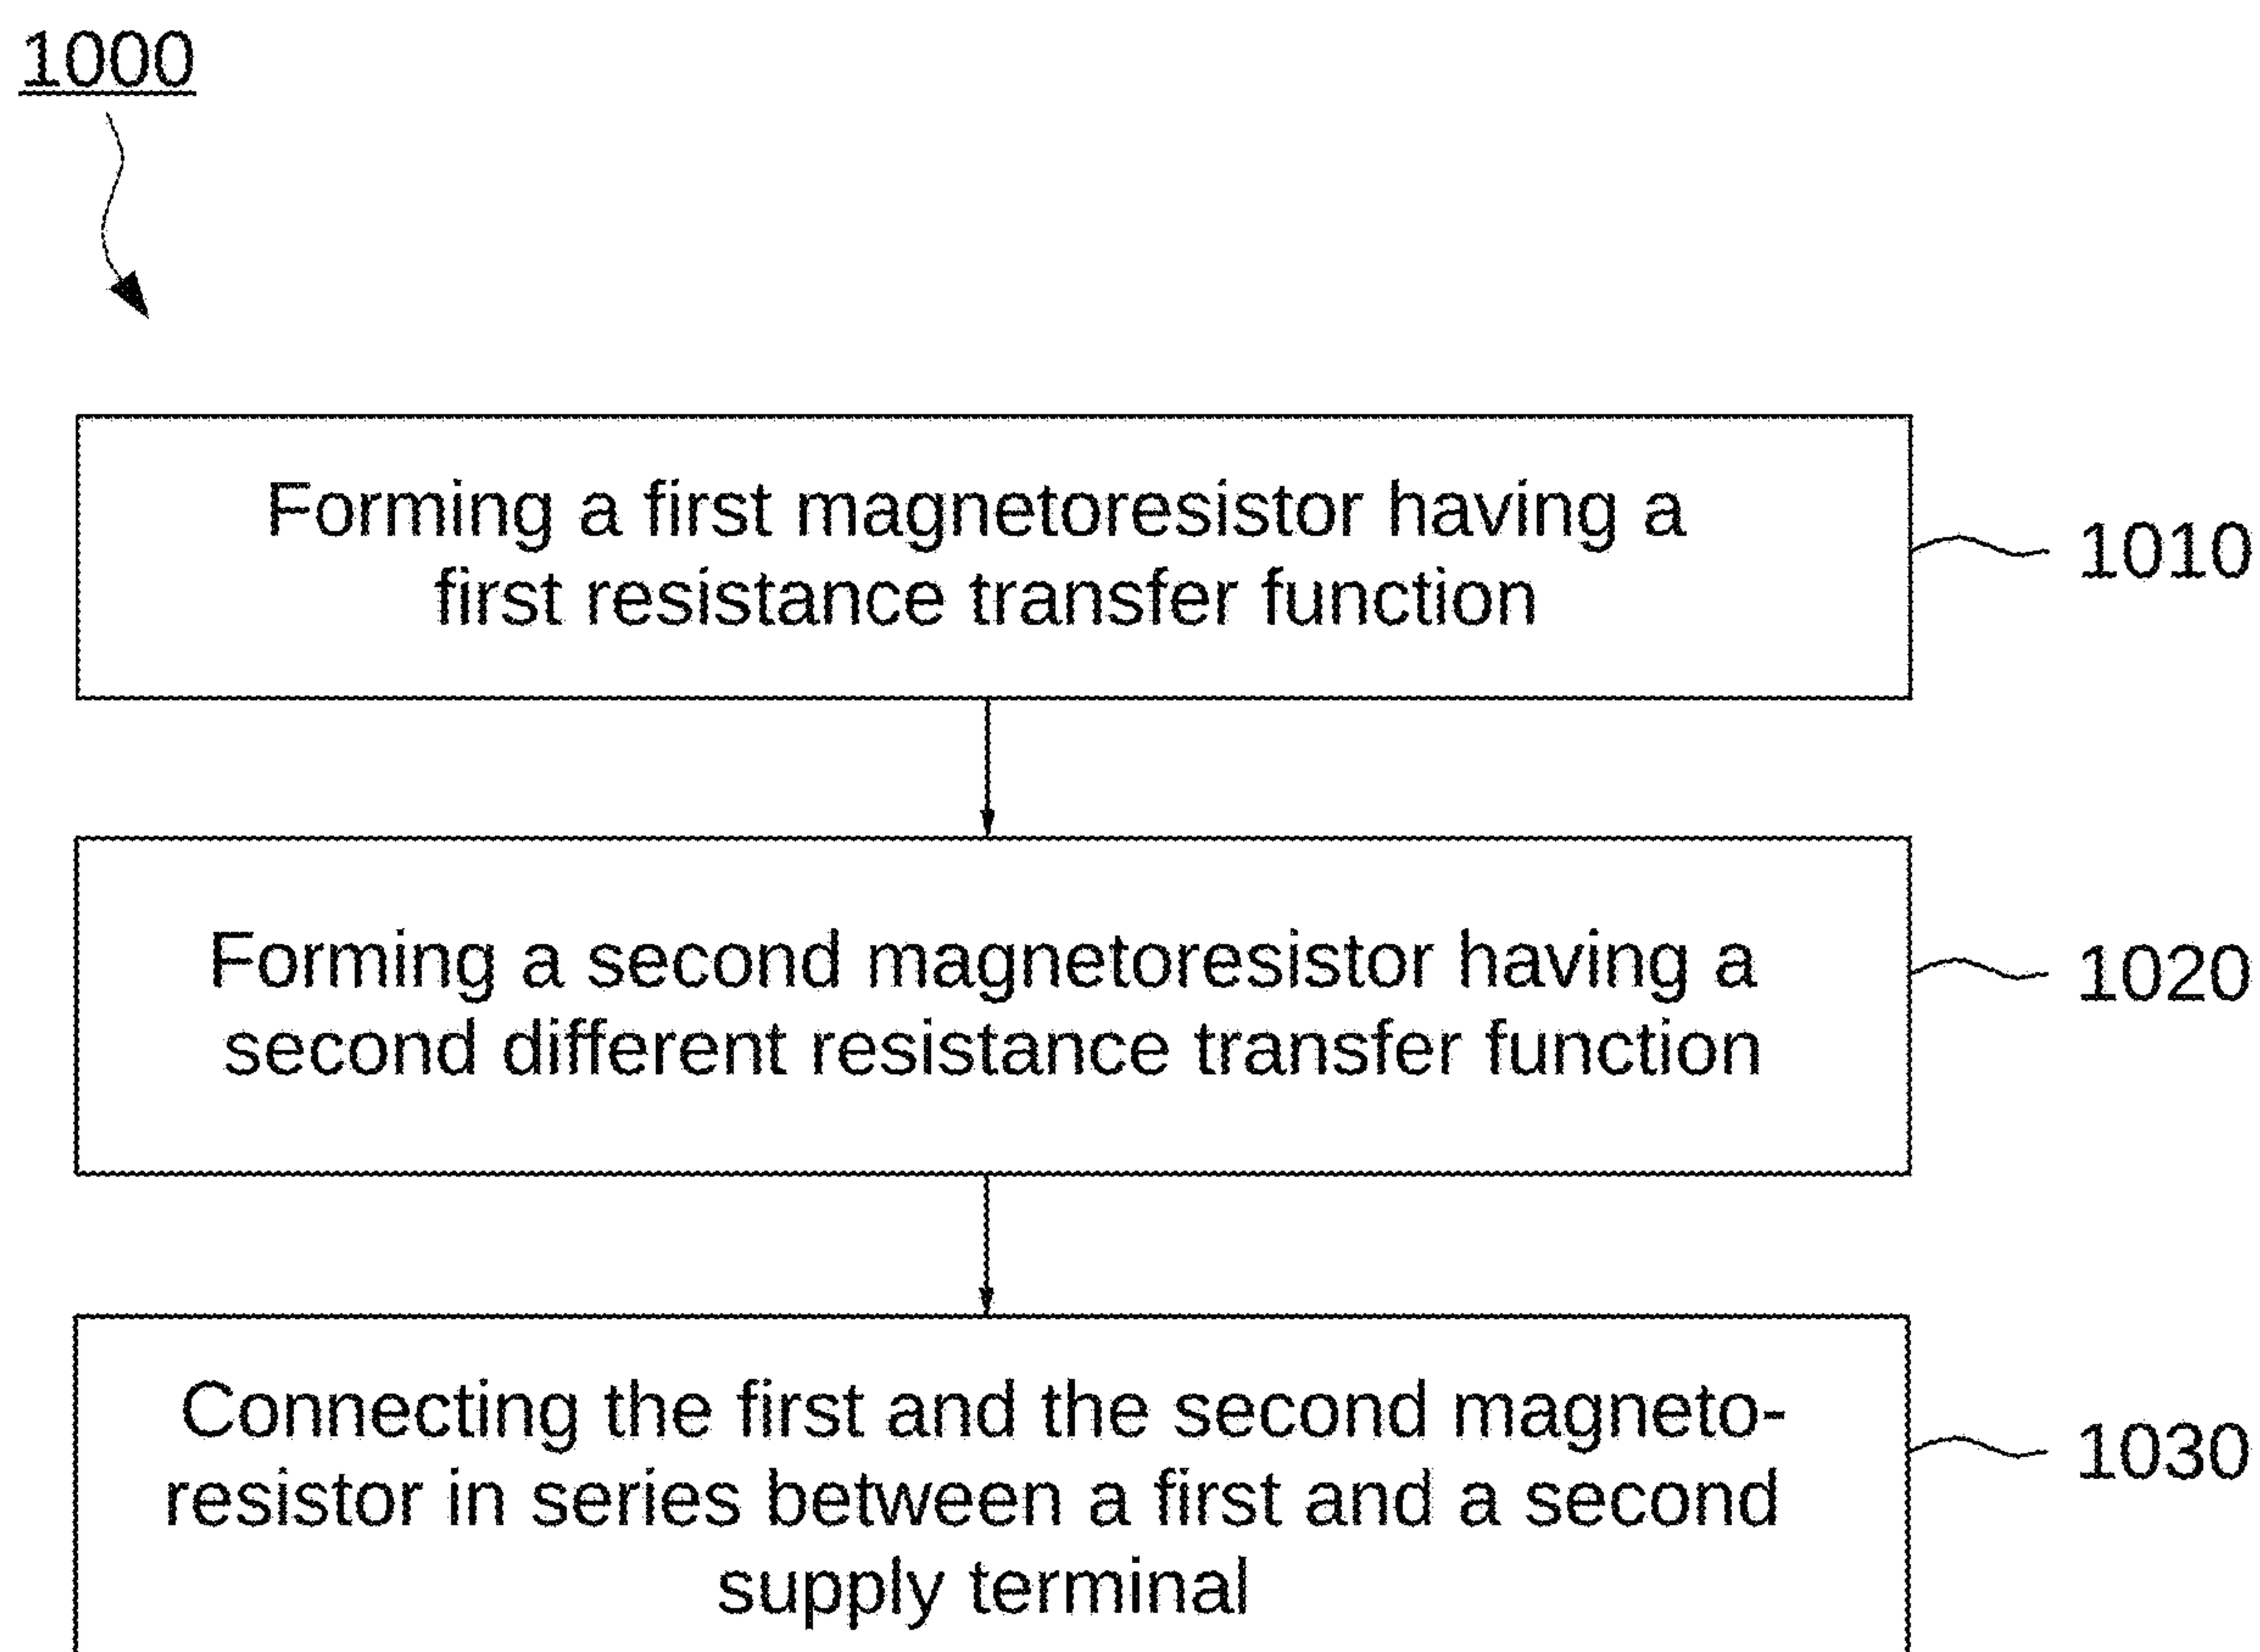 1000
Forming a first magnetoresistor having a
first resistance transfer function
1010
Forming a second magnetoresistor having a
second different resistance transfer function
1020
Connecting the first and the second magneto-
resistor in series between a first and a second
supply terminal
1030